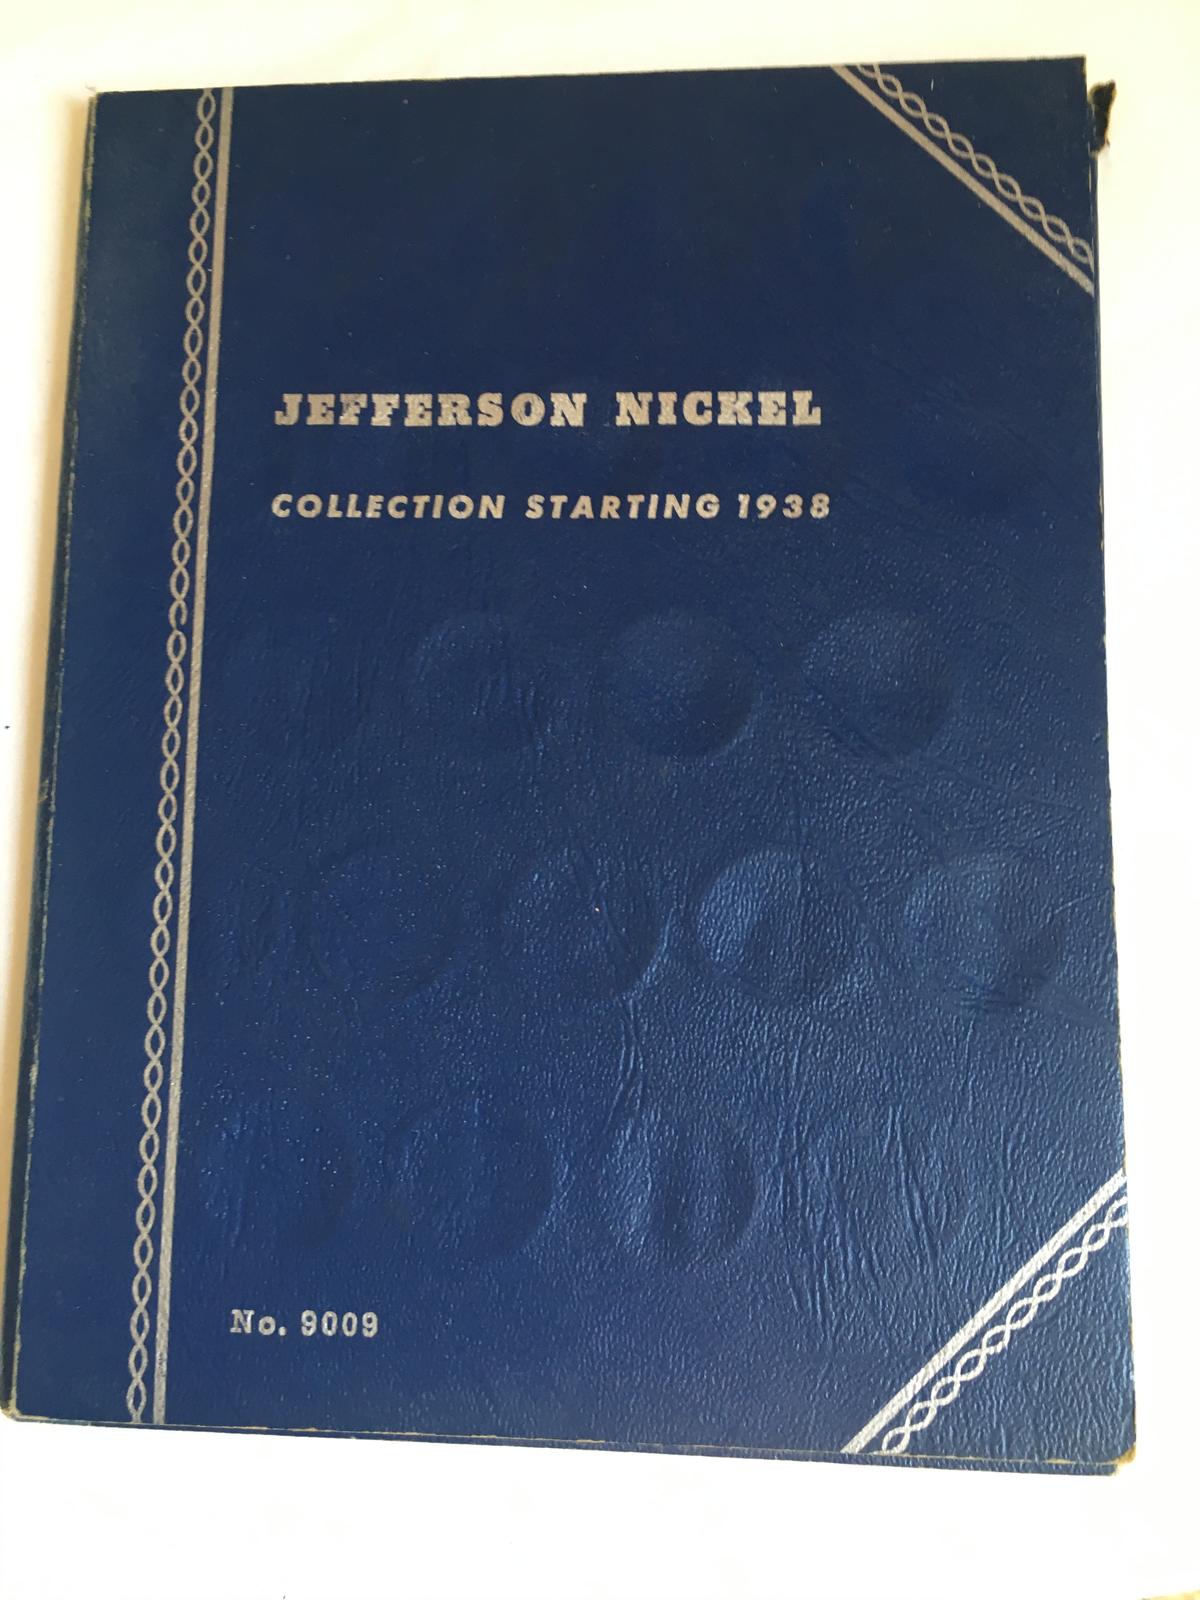 JEFFERSON NICKEL
COLLECTION STARTING 1938
No. 9009